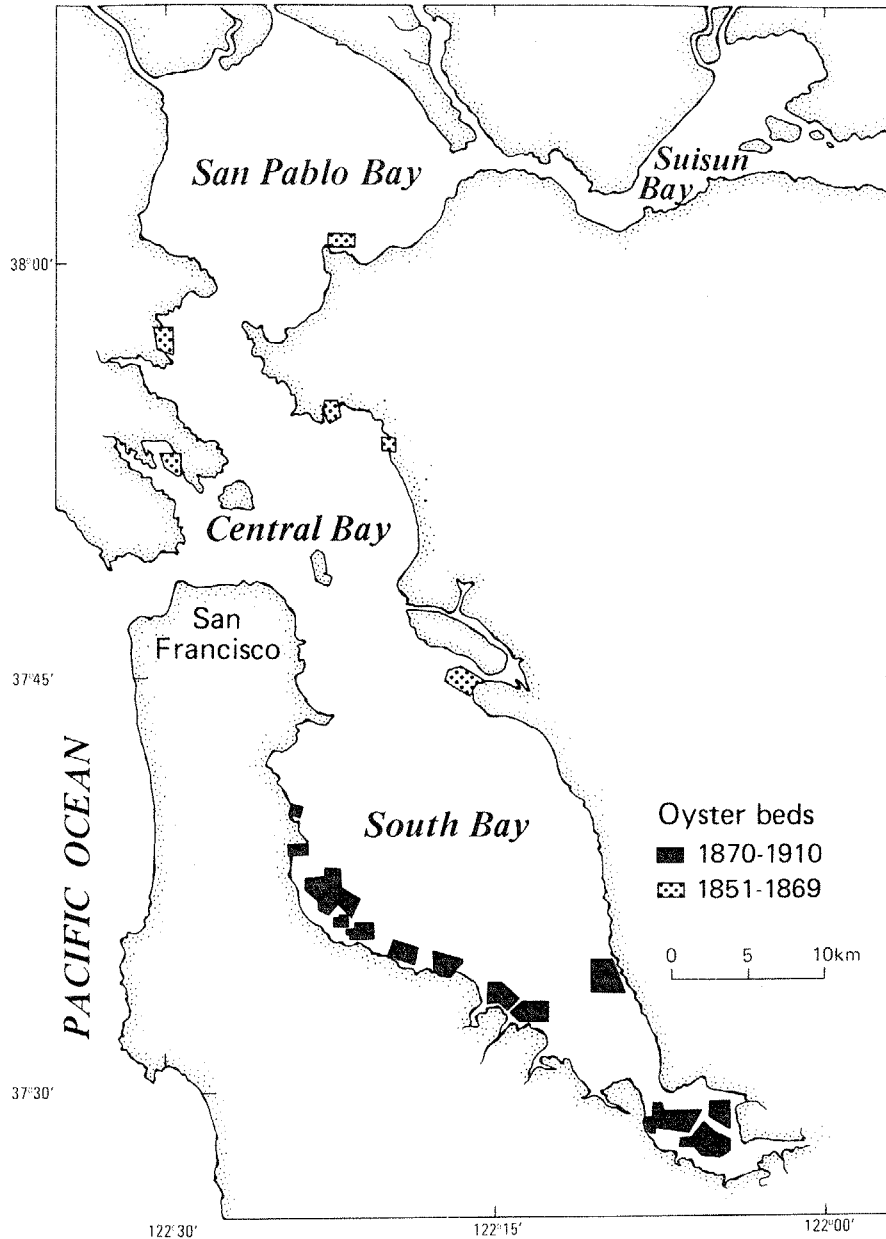 San Pablo Bay
Suisun
Bay
38°00'
Central Bay
San
Francisco
37°45'
PACIFIC OCEAN
South Bay
Oyster beds
1870-1910
1851-1869
0 5 10km
37°30'
122°30' 122°15' 122°00'